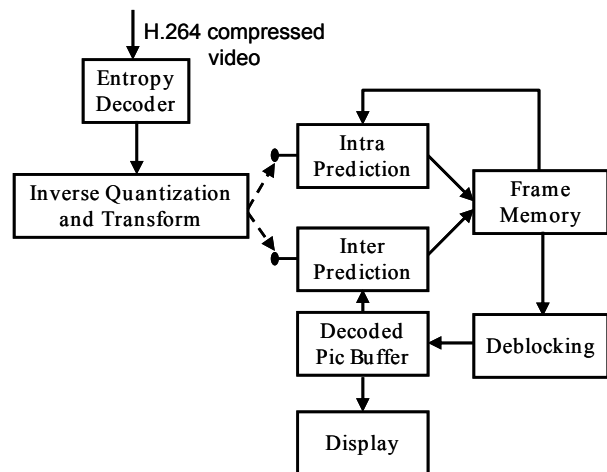 H.264 compressed
video
Entropy
Decoder
Inverse Quantization
and Transform
Intra
Prediction
Inter
Prediction
Frame
Memory
Decoded
Pic Buffer
Deblocking
Display